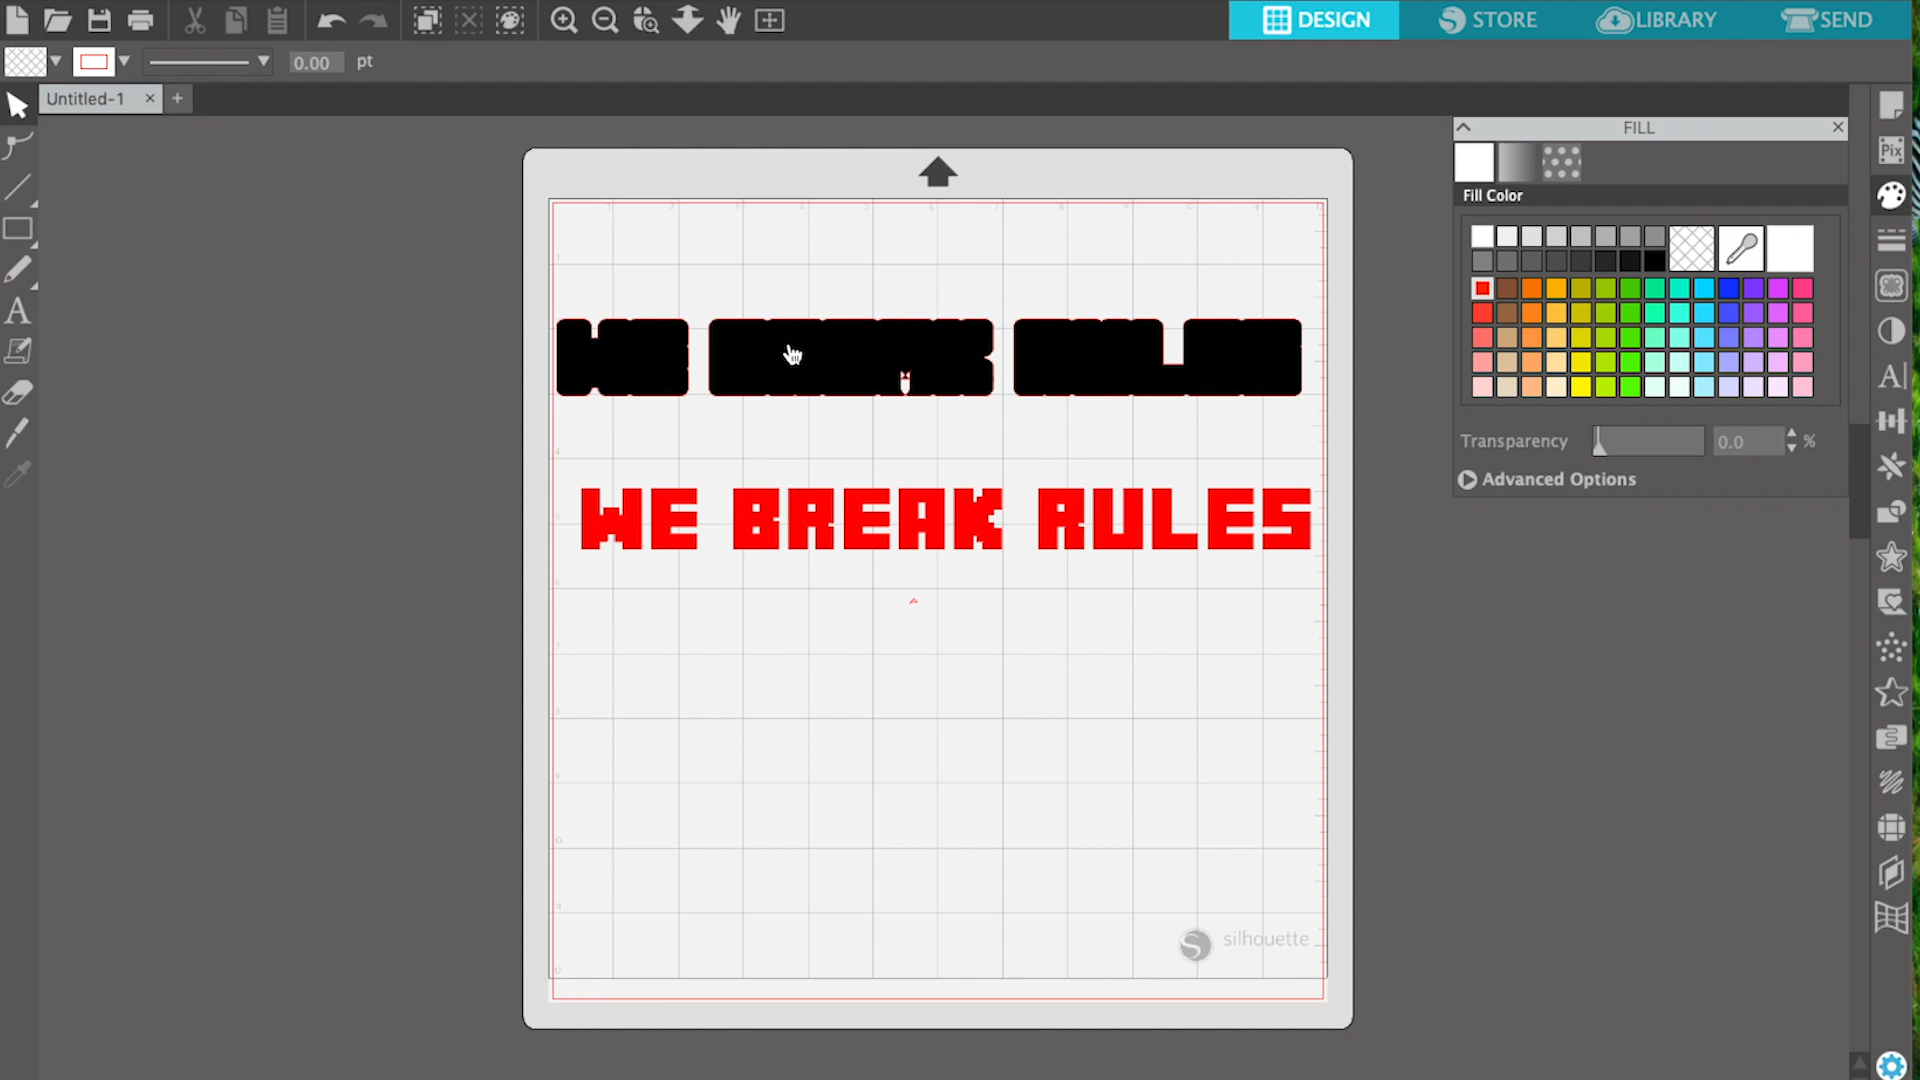 DESIGN
STORE
LIBRARY
SEND
0.00 pt
Untitled-1
FILL
Pix
Fill Color
WE BREAK RULES
Transparency 0.0 %
Advanced Options
silhouette